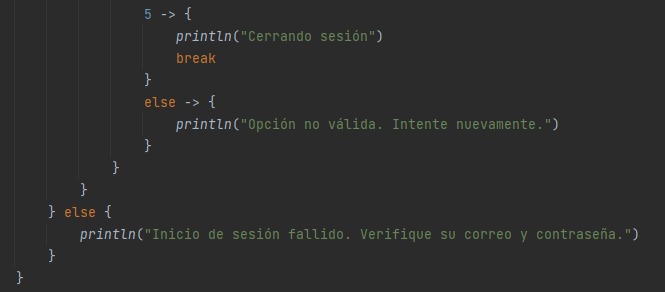 5 -> {
println("Cerrando sesión")
break
}
else -> {
println("Opción no válida. Intente nuevamente.")
}
}
}
} else {
println("Inicio de sesión fallido. Verifique su correo y contraseña.")
}
}